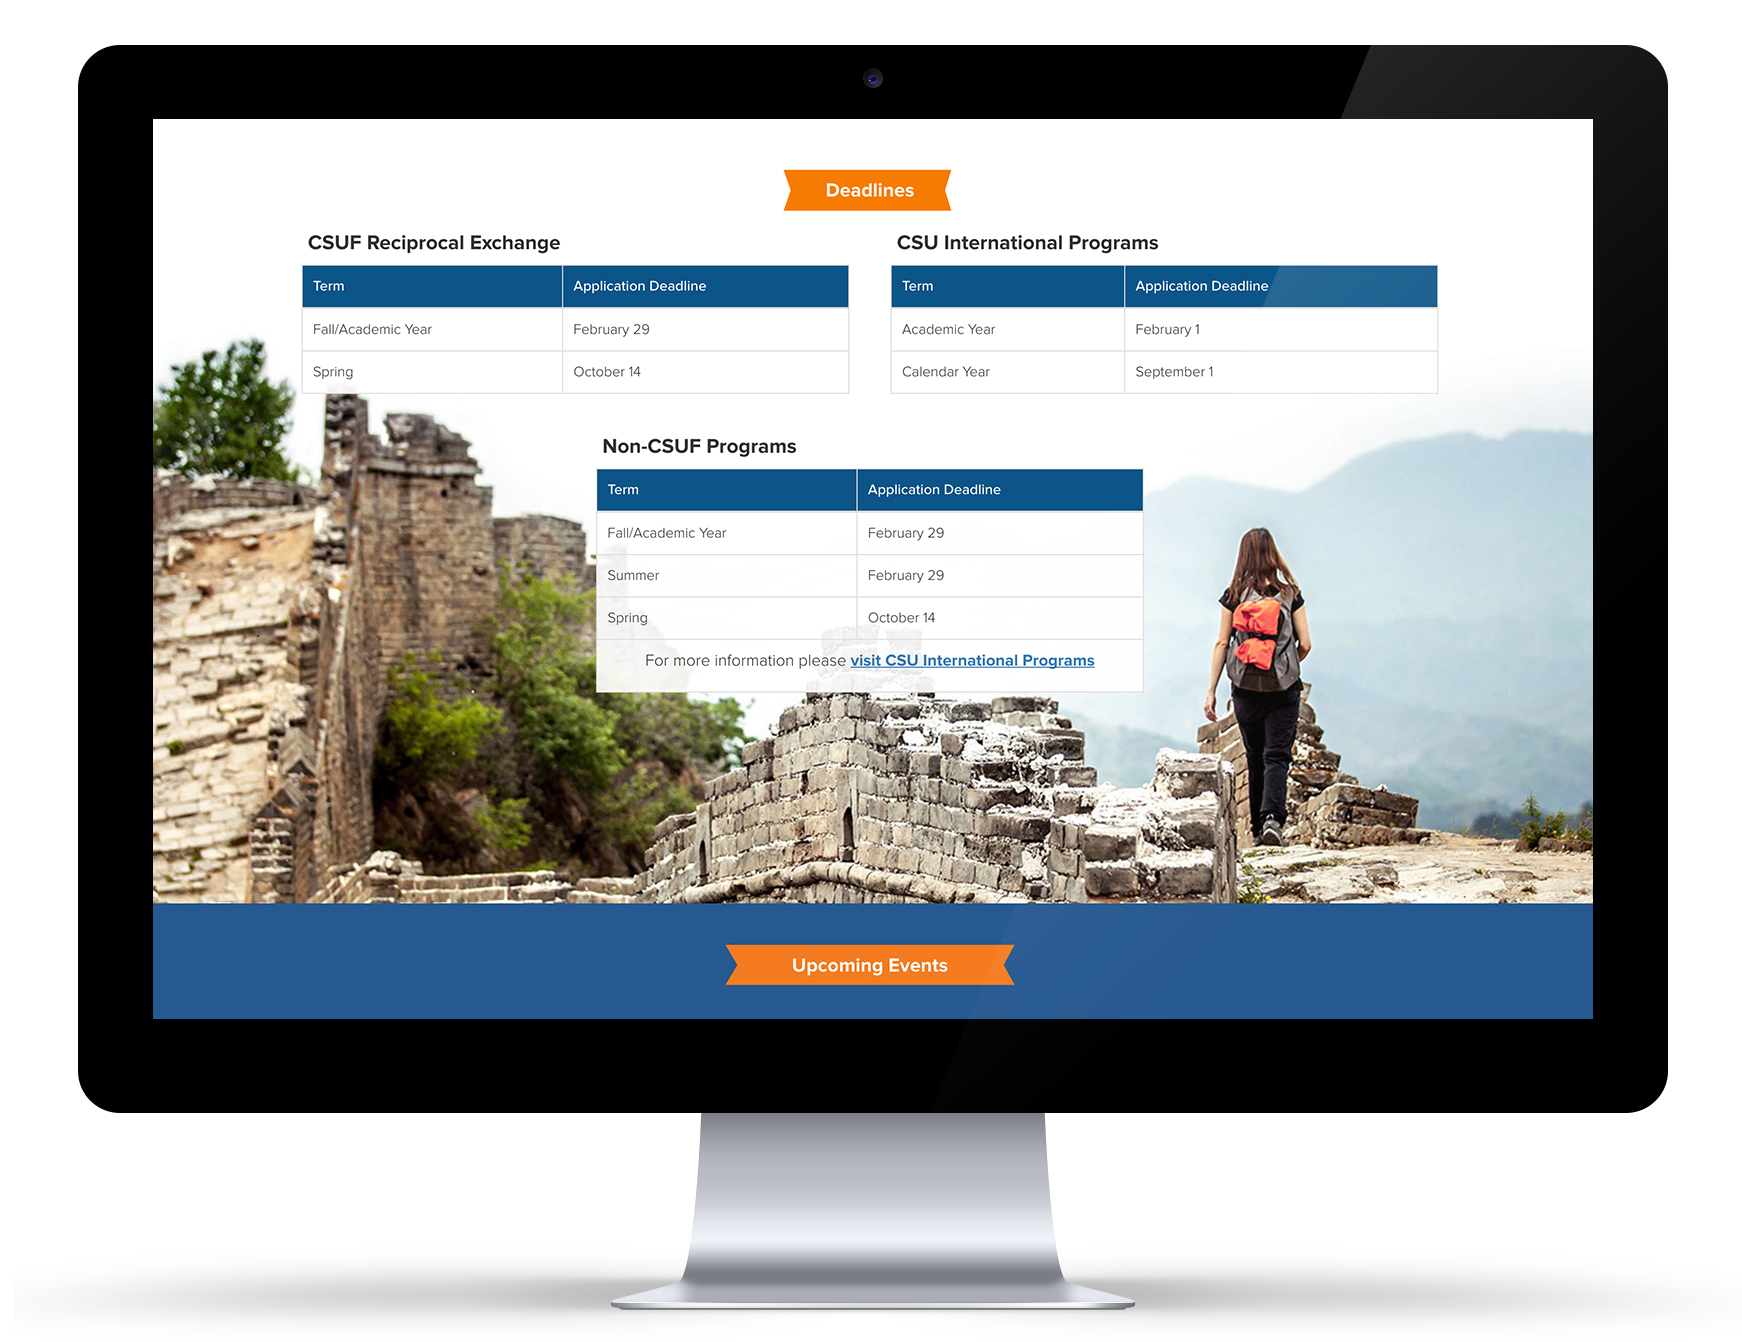 Deadlines
CSUF Reciprocal Exchange
Term Application Deadline
Fall/Academic Year February 29
Spring October 14
CSU International Programs
Term Application Deadline
Academic Year February 1
Calendar Year September 1
Non-CSUF Programs
Term Application Deadline
Fall/Academic Year February 29
Summer February 29
Spring October 14
For more information please visit CSU International Programs
Upcoming Events